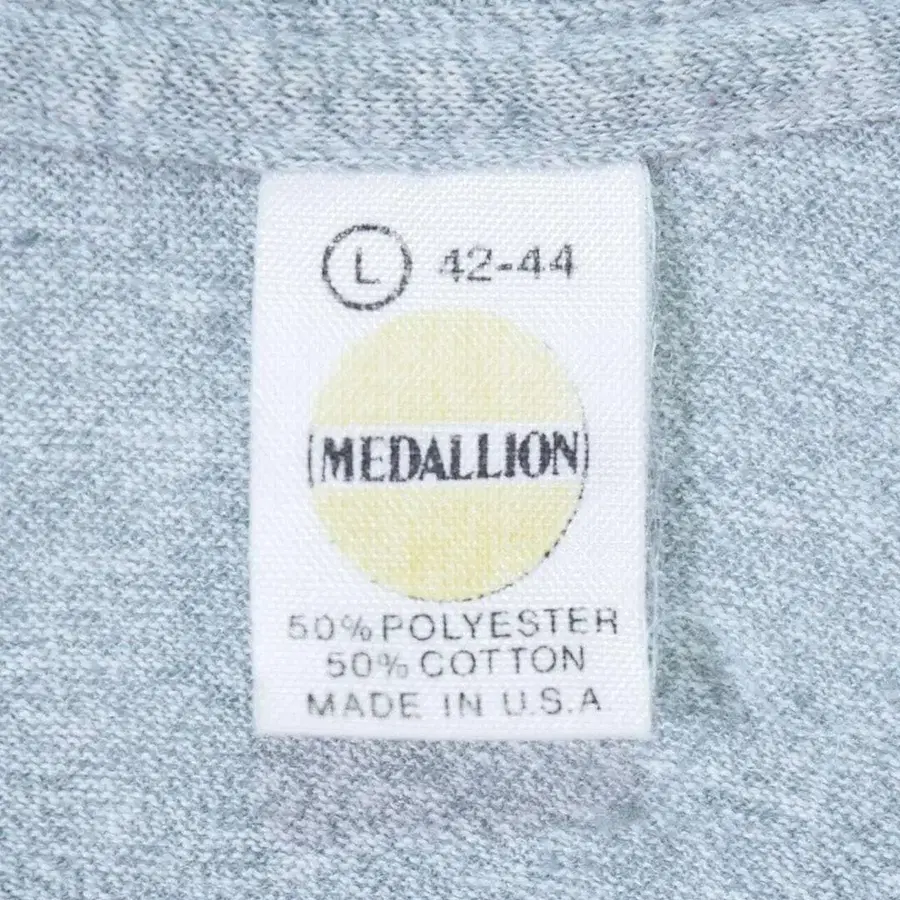 L 42-44
MEDALLION
50% POLYESTER
50% COTTON
MADE IN U.S.A